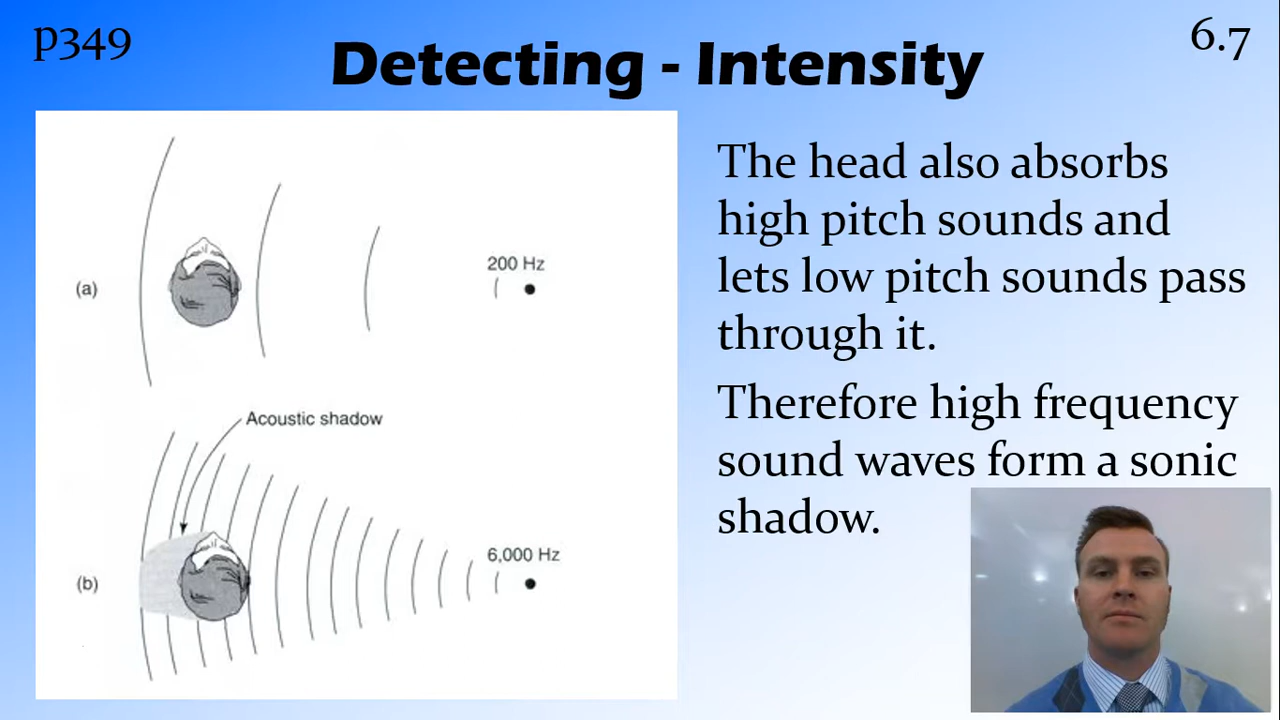 p349
6.7
Detecting - Intensity
The head also absorbs
high pitch sounds and
lets low pitch sounds pass
through it.
Therefore high frequency
sound waves form a sonic
shadow.
200 Hz
(a)
Acoustic shadow
6,000 Hz
(b)